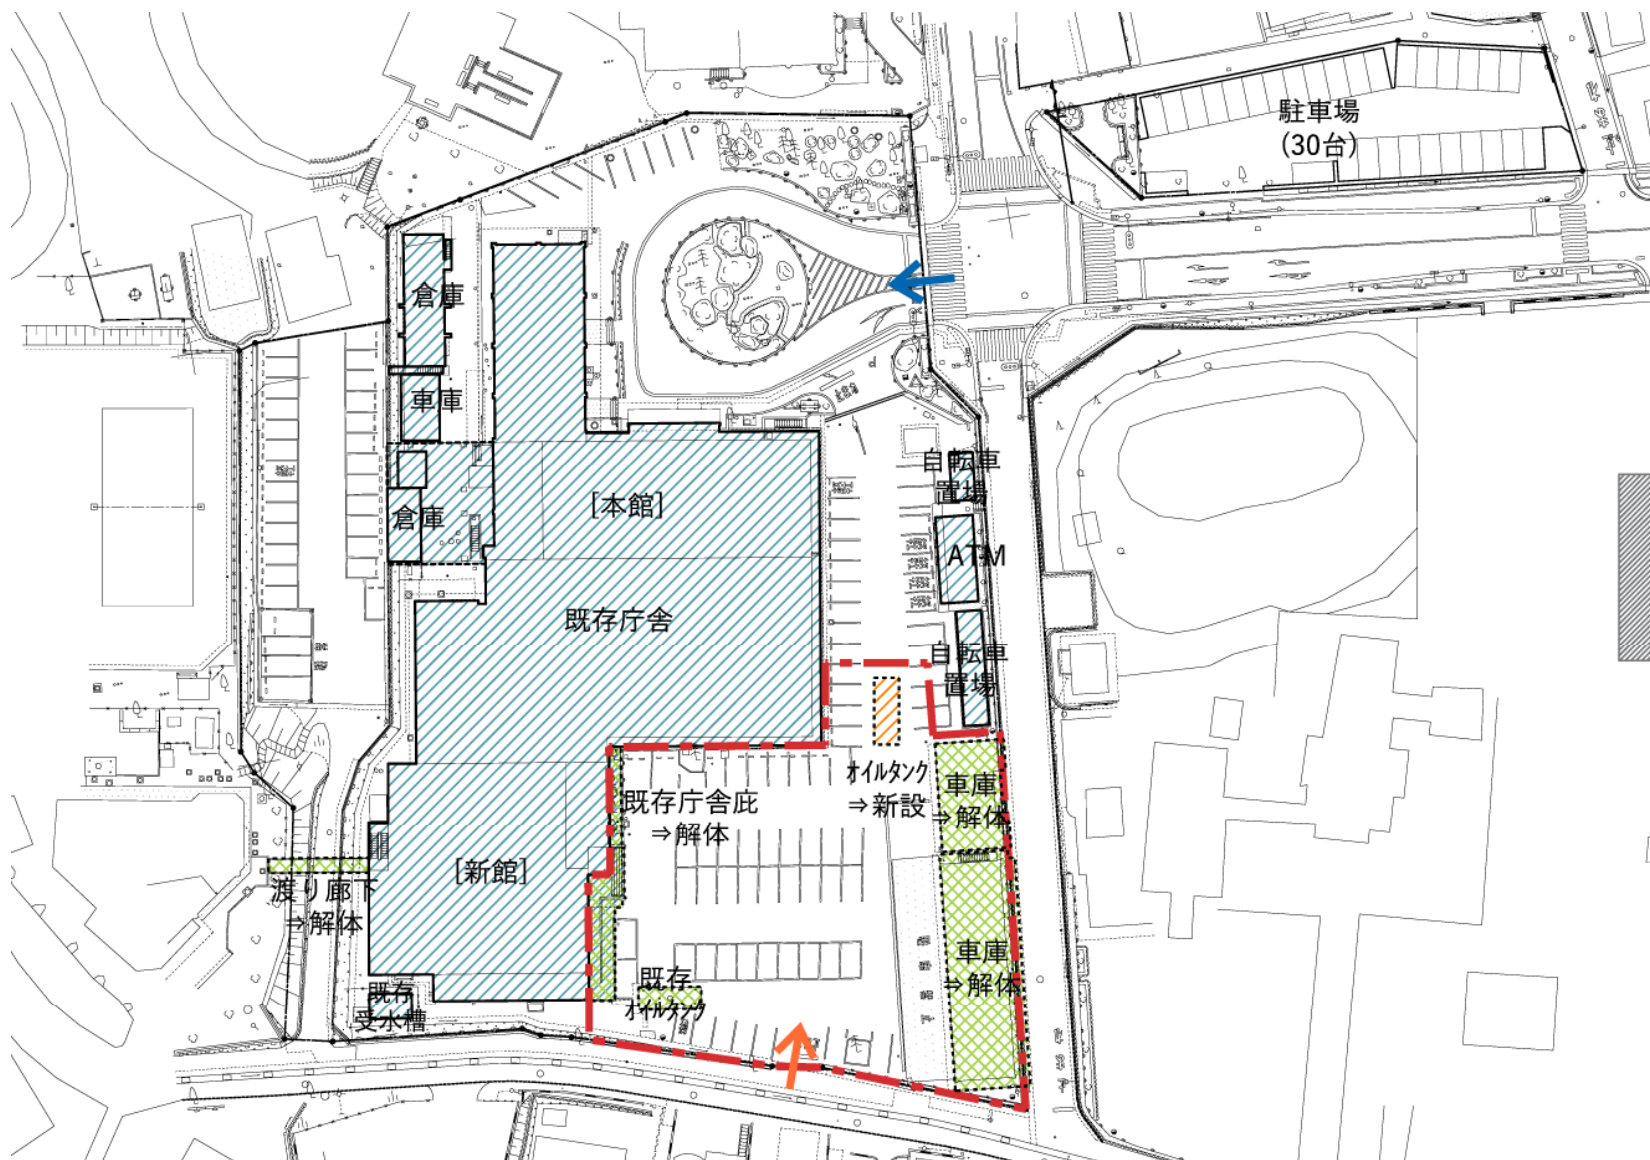 駐車場
(30台)
倉庫
車庫
倉庫
[本館]
自転車
置場
ATM
既存庁舎
自転車
置場
オイルタンク
⇒新設
車庫
⇒解体
既存庁舎庇
⇒解体
[新館]
渡り廊下
⇒解体
車庫
⇒解体
既存
オイルタンク
既存
受水槽